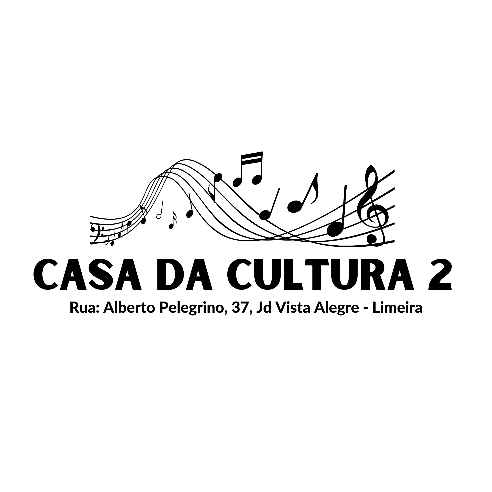 CASA DA CULTURA 2
Rua: Alberto Pelegrino, 37, Jd Vista Alegre - Limeira